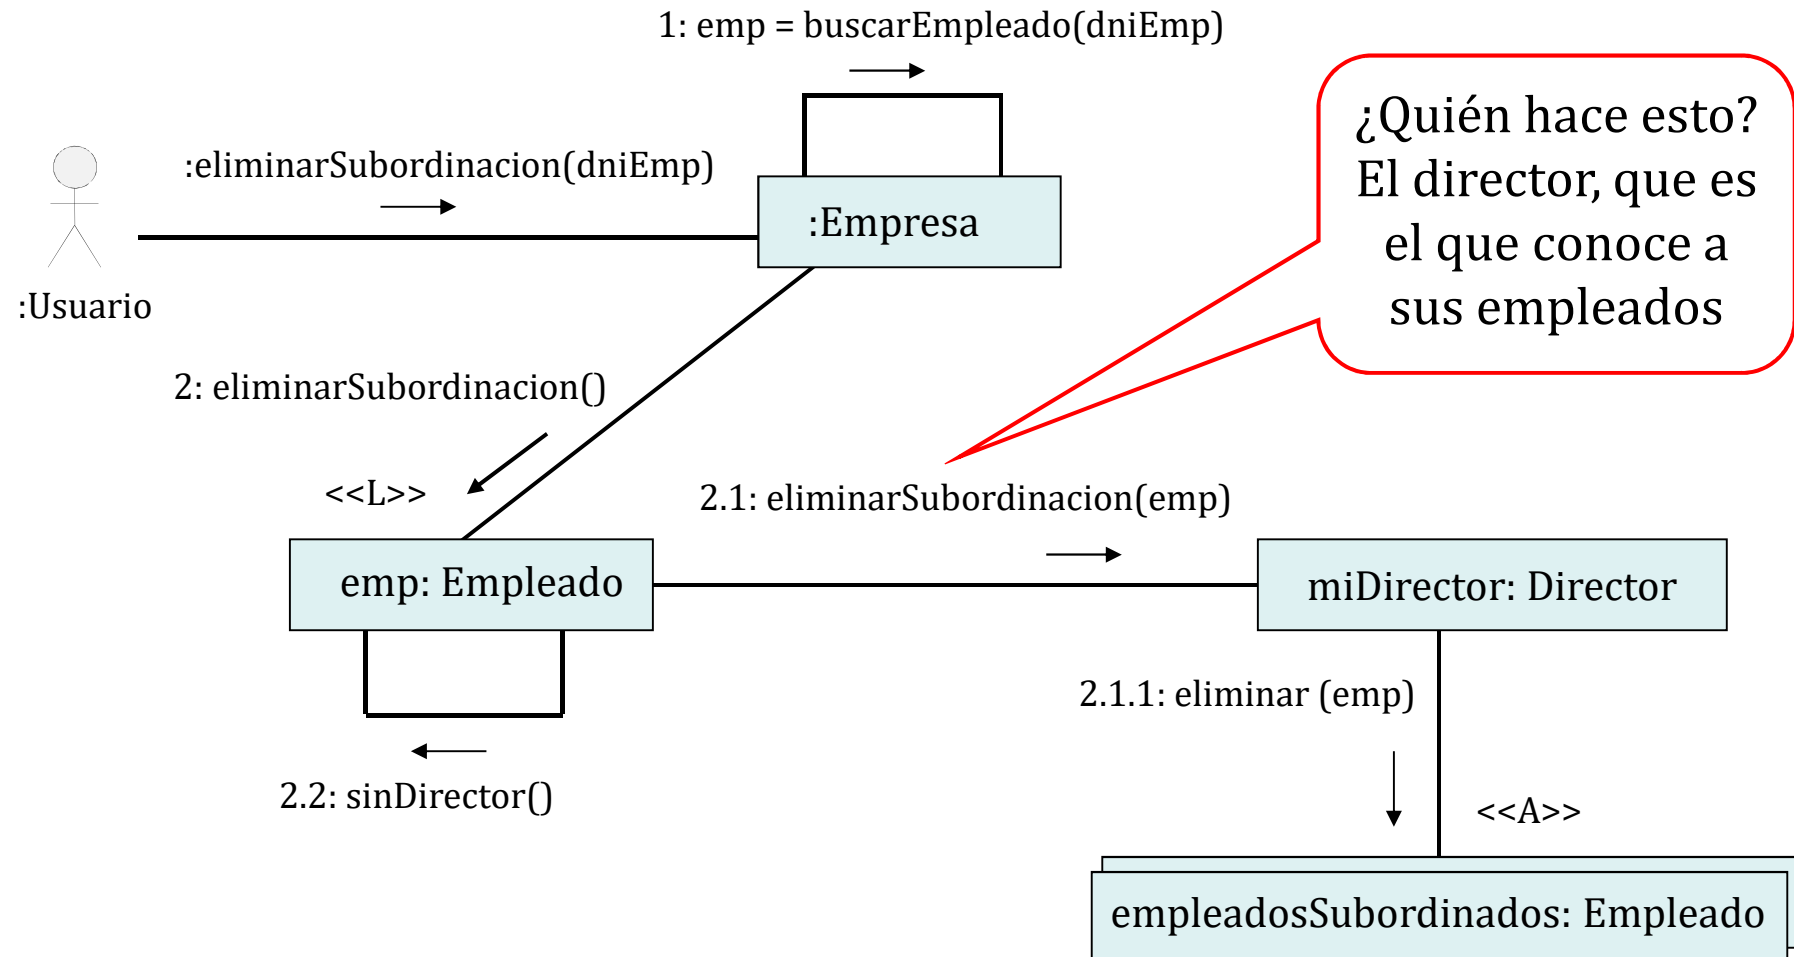 1: emp = buscarEmpleado(dniEmp)
¿Quién hace esto?
El director, que es
el que conoce a
sus empleados
:eliminarSubordinacion(dniEmp)
:Empresa
:Usuario
2: eliminarSubordinacion()
<<L>>
2.1: eliminarSubordinacion(emp)
emp: Empleado
miDirector: Director
2.1.1: eliminar (emp)
2.2: sinDirector()
<<A>>
empleadosSubordinados: Empleado